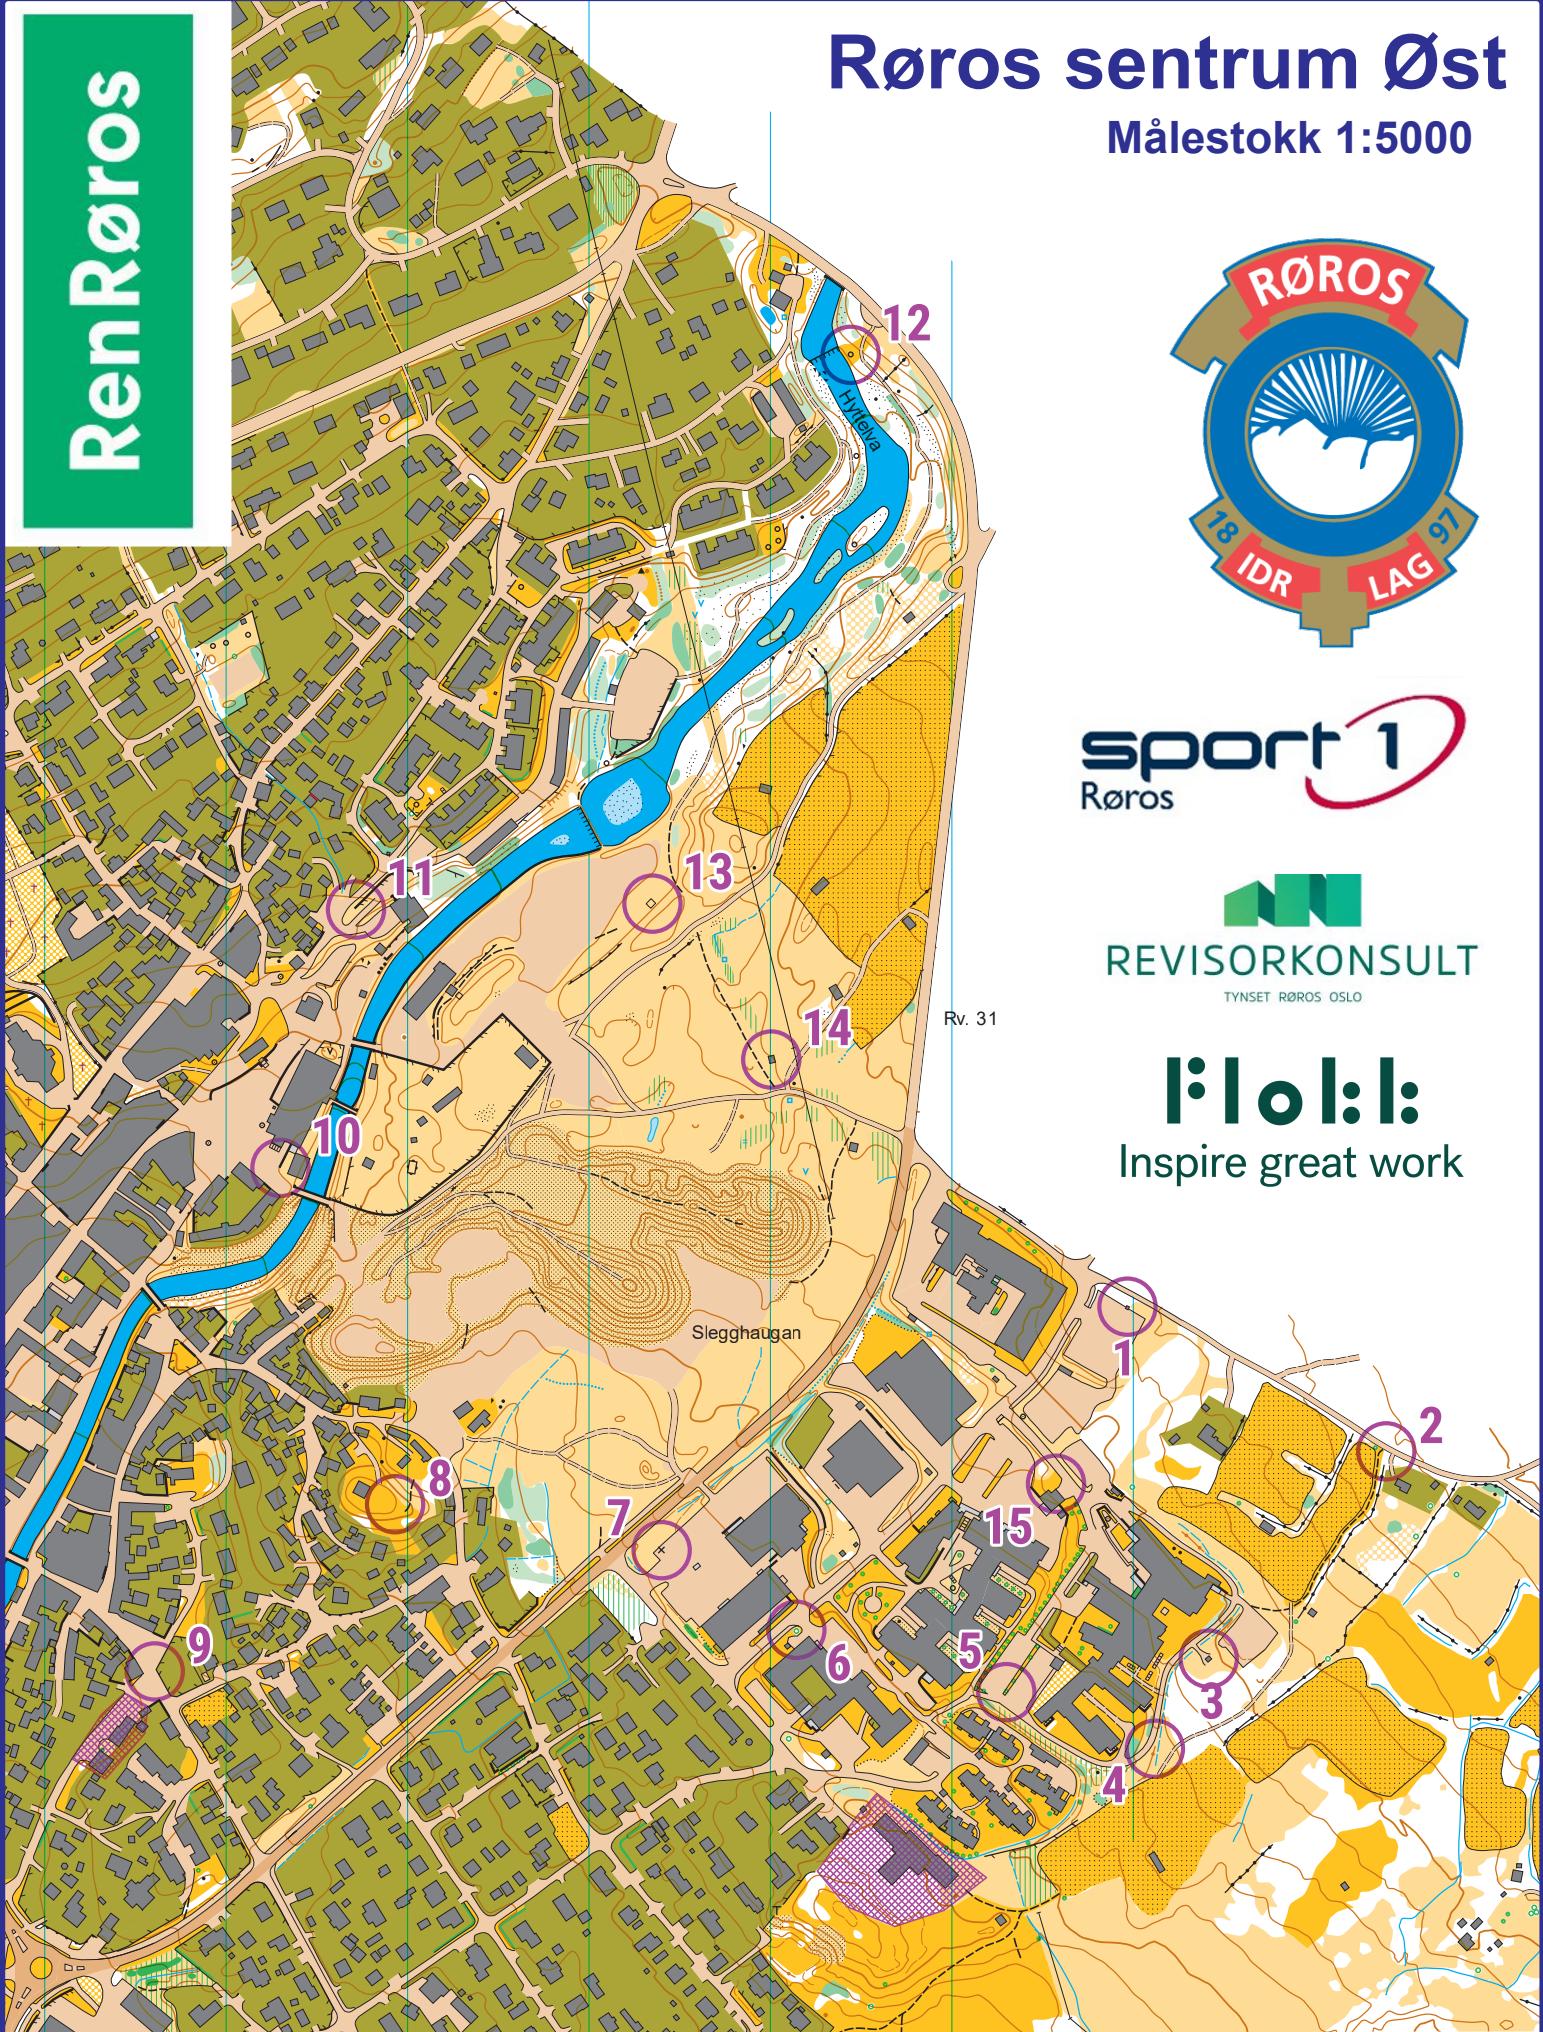 RenRøros
Røros sentrum Øst
Målestokk 1:5000
RØROS
18 97
IDR LAG
sport 1
Røros
REVISORKONSULT
TYNSET RØROS OSLO
Flokk
Inspire great work
12
Hyttelva
11
13
14
Rv. 31
10
Slegghaugan
1
2
8
7
15
9
6
5
3
4